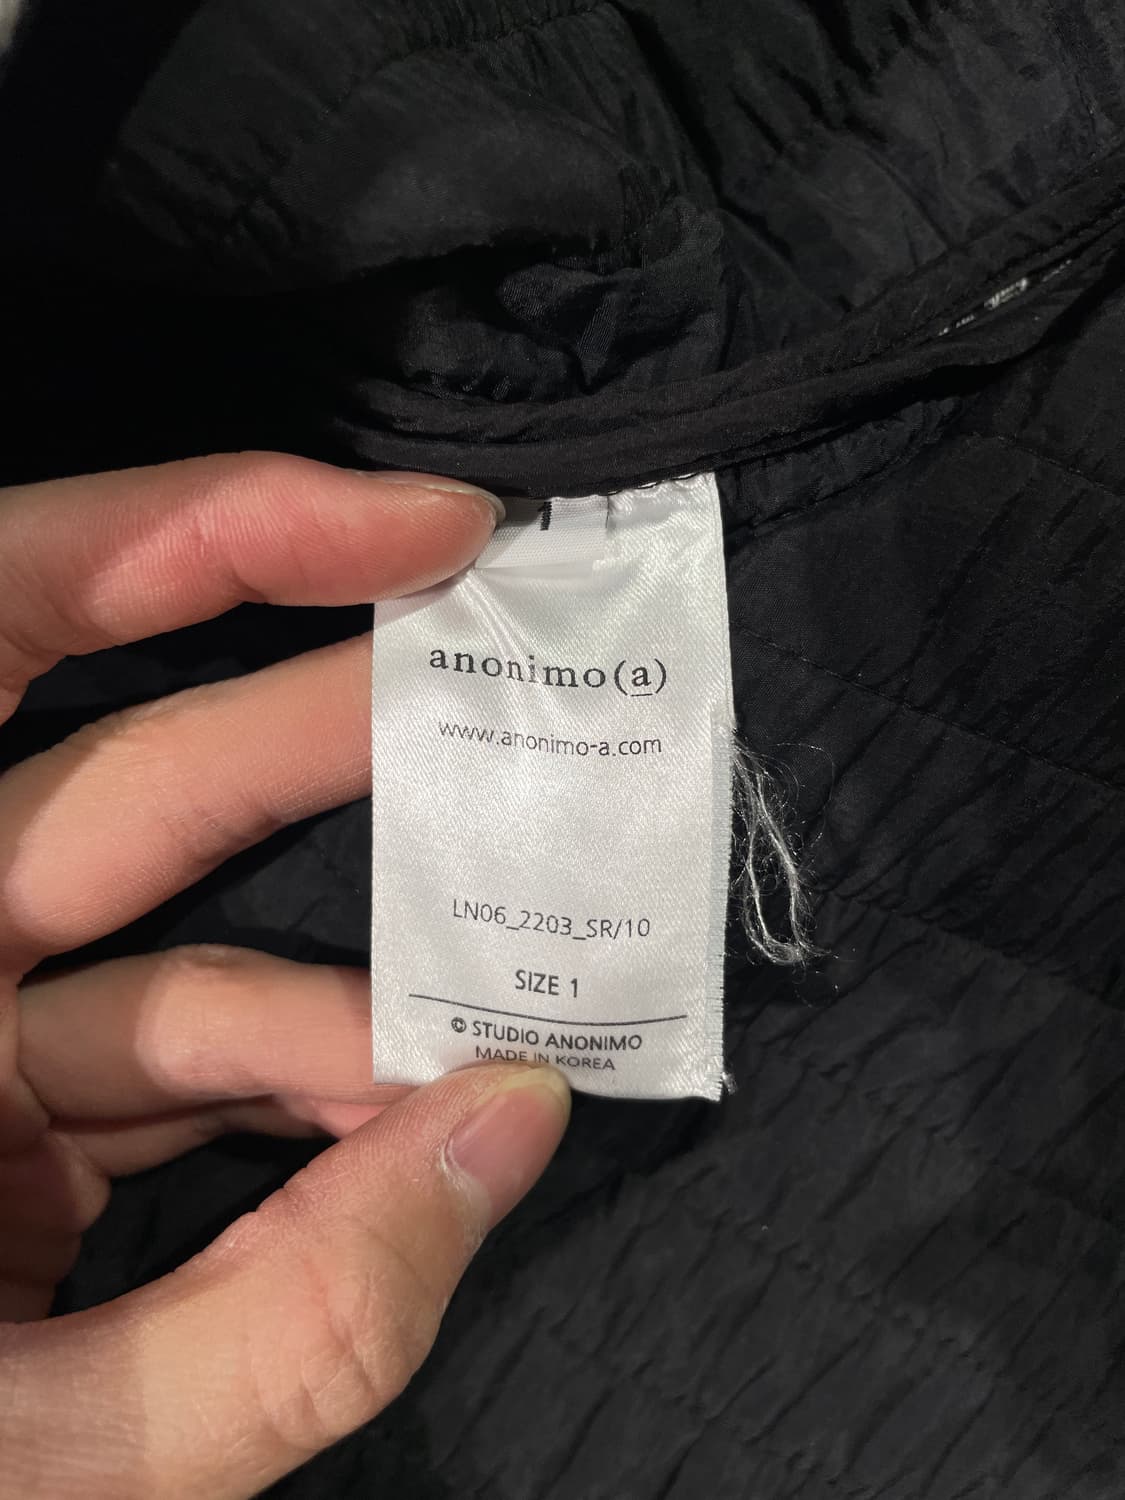 1
anonimo(a)
www.anonimo-a.com
LN06_2203_SR/10
SIZE 1
© STUDIO ANONIMO
MADE IN KOREA